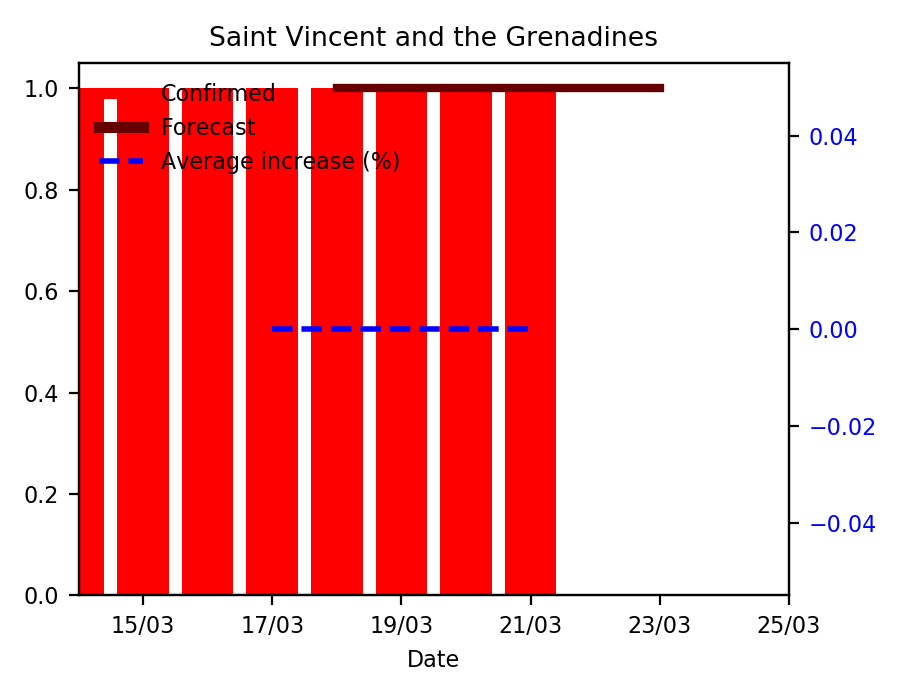 Saint Vincent and the Grenadines
Confirmed
Forecast
Average increase (%)
1.0
0.8
0.6
0.4
0.2
0.0
0.04
0.02
0.00
−0.02
−0.04
15/03 17/03 19/03 21/03 23/03 25/03
Date